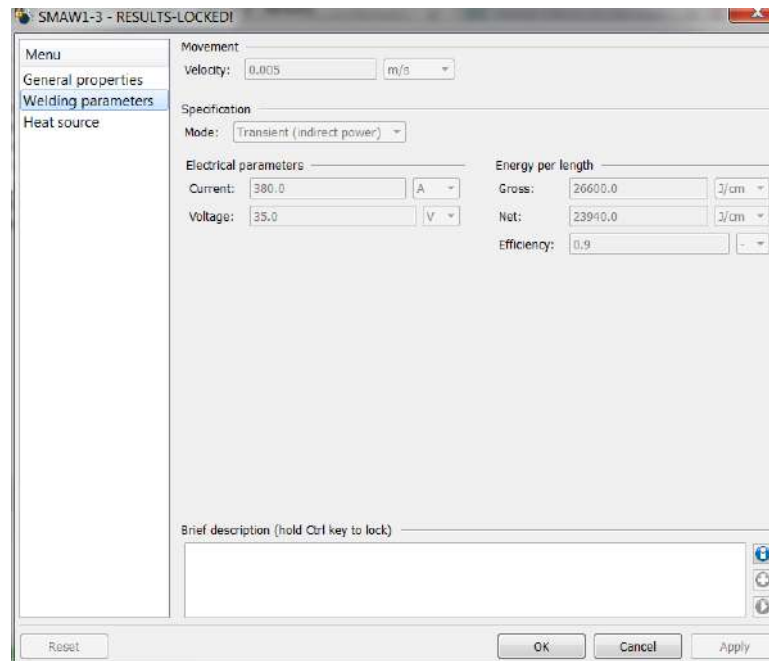 SMAW1-3 - RESULTS-LOCKED!
Menu
General properties
Welding parameters
Heat source
Movement
Velocity: 0.005 m/s
Specification
Mode: Transient (indirect power)
Electrical parameters
Current: 380.0 A
Voltage: 35.0 V
Energy per length
Gross: 26600.0 J/cm
Net: 23940.0 J/cm
Efficiency: 0.9 -
Brief description (hold Ctrl key to lock)
Reset OK Cancel Apply